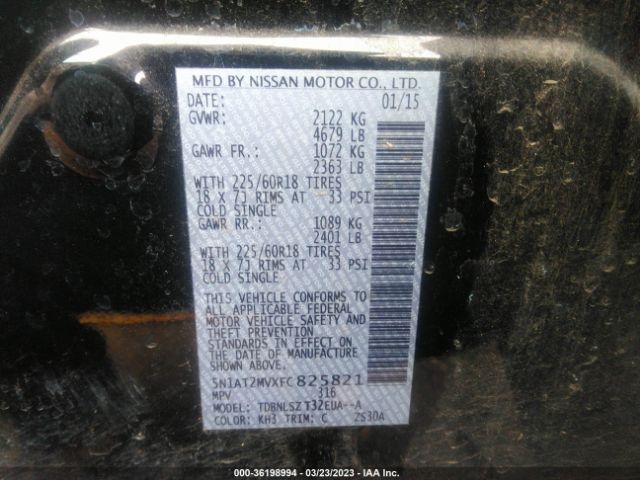 MFD BY NISSAN MOTOR CO., LTD.
DATE: 01/15
GVWR: 2122 KG
4679 LB
GAWR FR.: 1072 KG
2363 LB
WITH 225/60R18 TIRES
18 X 7J RIMS AT 33 PSI
COLD SINGLE
GAWR RR.: 1089 KG
2401 LB
WITH 225/60R18 TIRES
18 X 7J RIMS AT 33 PSI
COLD SINGLE
THIS VEHICLE CONFORMS TO
ALL APPLICABLE FEDERAL
MOTOR VEHICLE SAFETY AND
THEFT PREVENTION
STANDARDS IN EFFECT ON
THE DATE OF MANUFACTURE
SHOWN ABOVE.
5N1AT2MVXFC825821
MPV 316
MODEL: TDBNLSZ T32EUA--A
COLOR: KH3 TRIM: C ZS30A
000-36198994 / 03/23/2023 - IAA Inc.